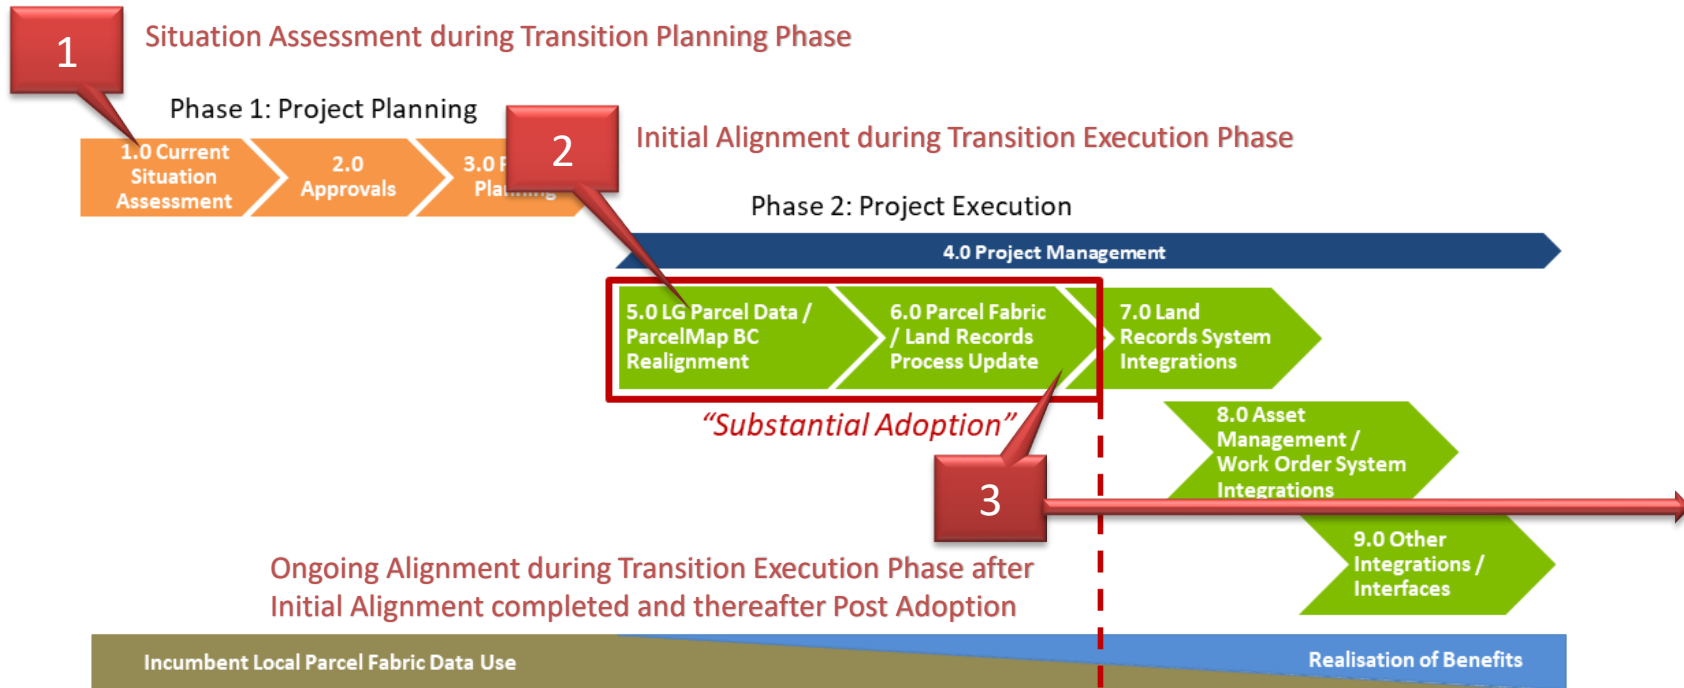 1
Situation Assessment during Transition Planning Phase
Phase 1: Project Planning
1.0 Current
Situation
Assessment
2.0
Approvals
3.0
Planning
2
Initial Alignment during Transition Execution Phase
Phase 2: Project Execution
4.0 Project Management
5.0 LG Parcel Data /
ParcelMap BC
Realignment
6.0 Parcel Fabric
/ Land Records
Process Update
7.0 Land
Records System
Integrations
“Substantial Adoption”
8.0 Asset
Management /
Work Order System
Integrations
3
9.0 Other
Integrations /
Interfaces
Ongoing Alignment during Transition Execution Phase after
Initial Alignment completed and thereafter Post Adoption
Incumbent Local Parcel Fabric Data Use
Realisation of Benefits